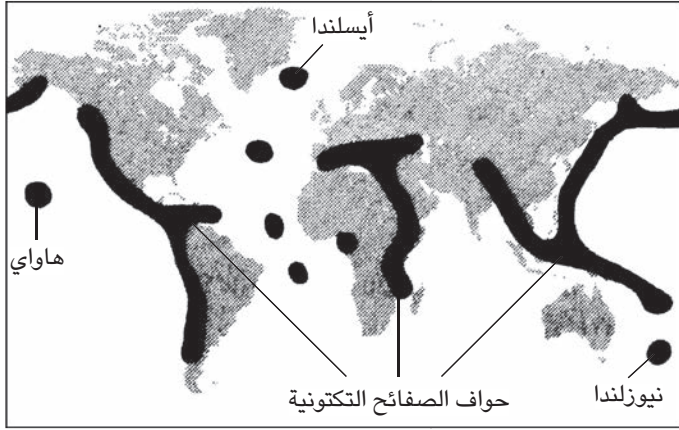 أيسلندا
هاواي
نيوزلندا
حواف الصفائح التكتونية